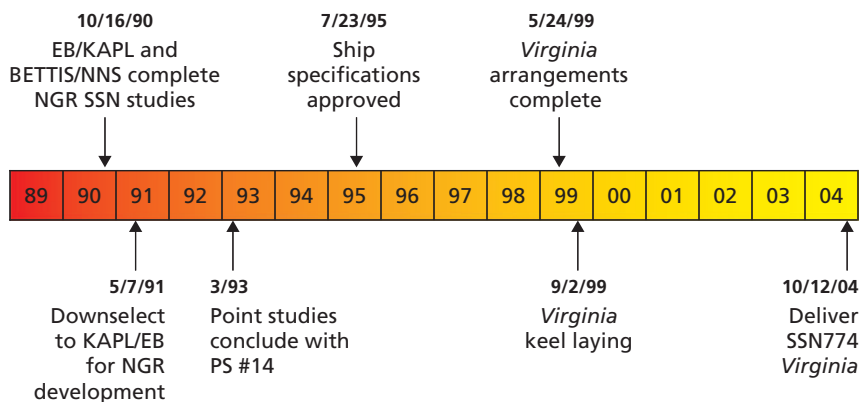 10/16/90
EB/KAPL and
BETTIS/NNS complete
NGR SSN studies
7/23/95
Ship
specifications
approved
5/24/99
Virginia
arrangements
complete
89 90 91 92 93 94 95 96 97 98 99 00 01 02 03 04
5/7/91
Downselect
to KAPL/EB
for NGR
development
3/93
Point studies
conclude with
PS #14
9/2/99
Virginia
keel laying
10/12/04
Deliver
SSN774
Virginia